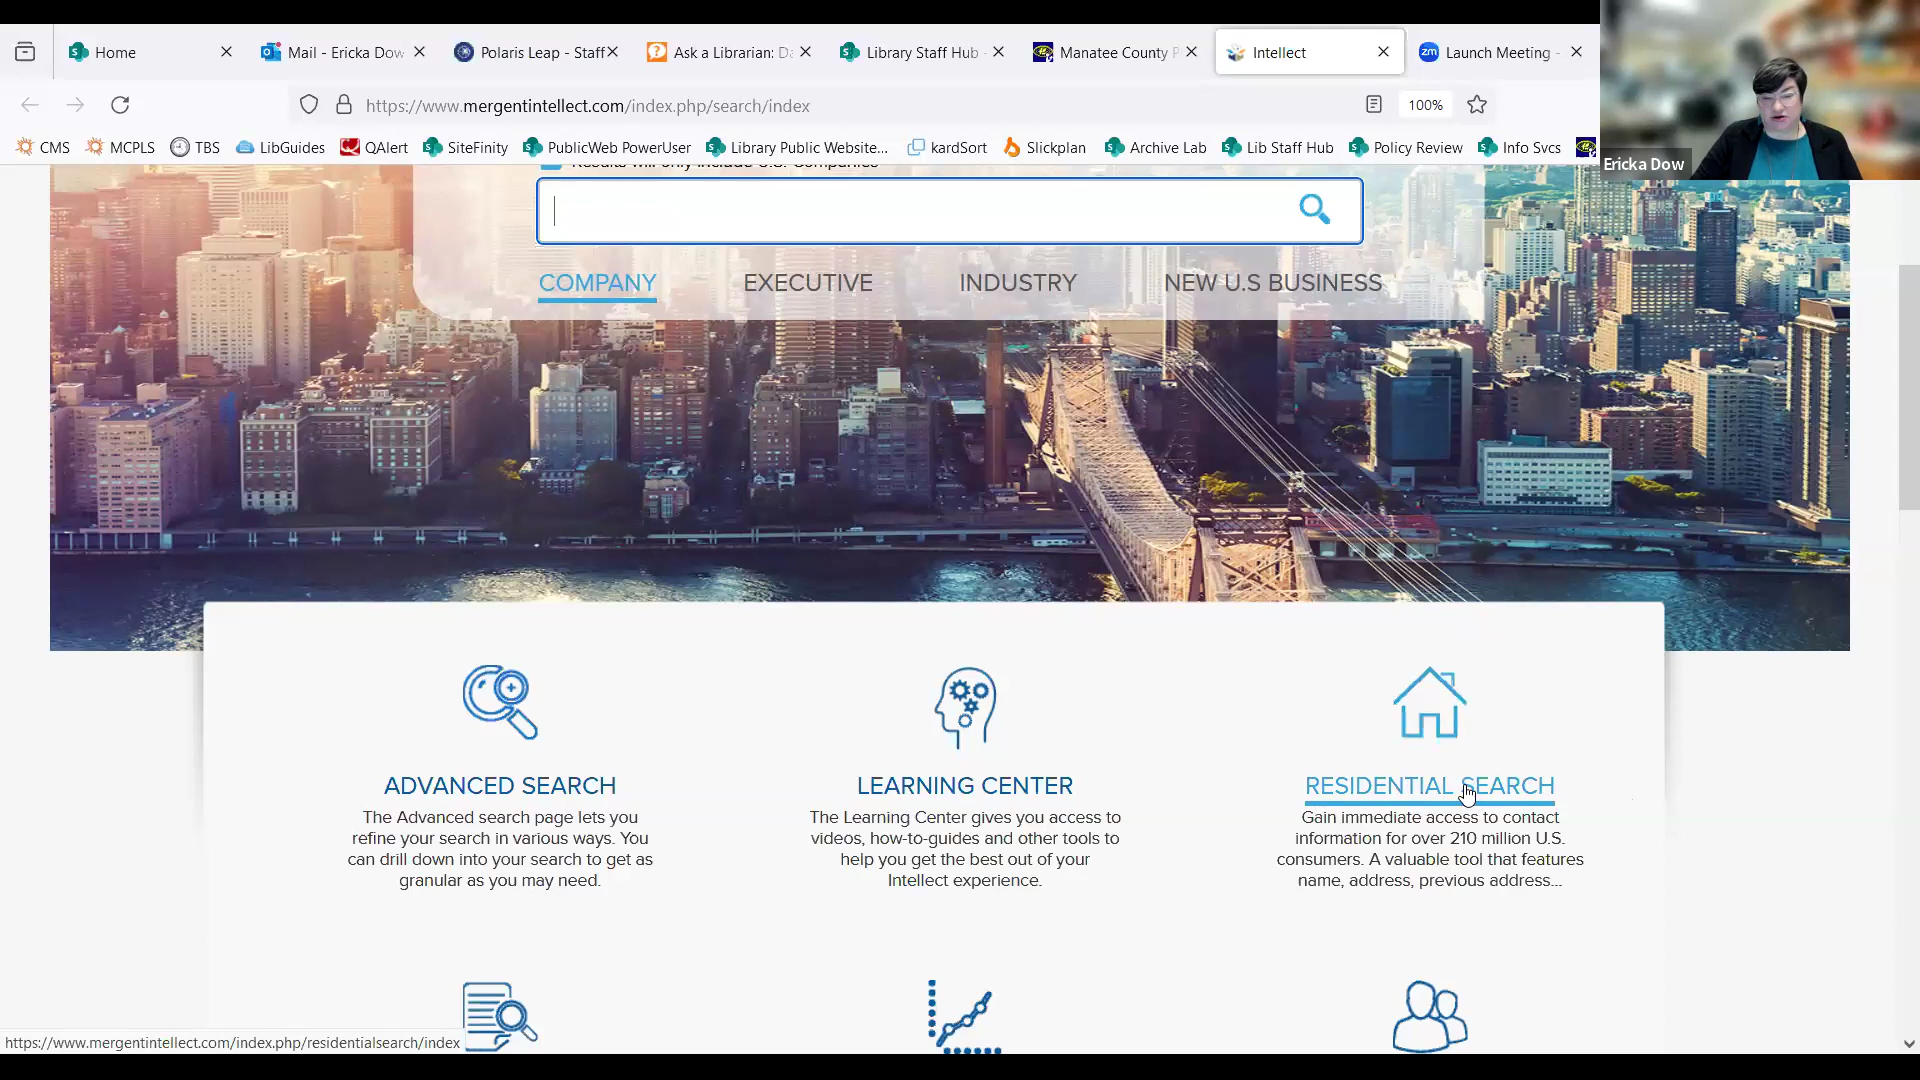 Home
Mail - Ericka Dow
Polaris Leap - Staff
Ask a Librarian: Da
Library Staff Hub -
Manatee County P
Intellect
Launch Meeting -
https://www.mergentintellect.com/index.php/search/index
100%
CMS
MCPLS
TBS
LibGuides
QAlert
SiteFinity
PublicWeb PowerUser
Library Public Website...
kardSort
Slickplan
Archive Lab
Lib Staff Hub
Policy Review
Info Svcs
Ericka Dow
Results will only include U.S. Companies
COMPANY
EXECUTIVE
INDUSTRY
NEW U.S BUSINESS
ADVANCED SEARCH
The Advanced search page lets you
refine your search in various ways. You
can drill down into your search to get as
granular as you may need.
LEARNING CENTER
The Learning Center gives you access to
videos, how-to-guides and other tools to
help you get the best out of your
Intellect experience.
RESIDENTIAL SEARCH
Gain immediate access to contact
information for over 210 million U.S.
consumers. A valuable tool that features
name, address, previous address...
https://www.mergentintellect.com/index.php/residentialsearch/index
zm